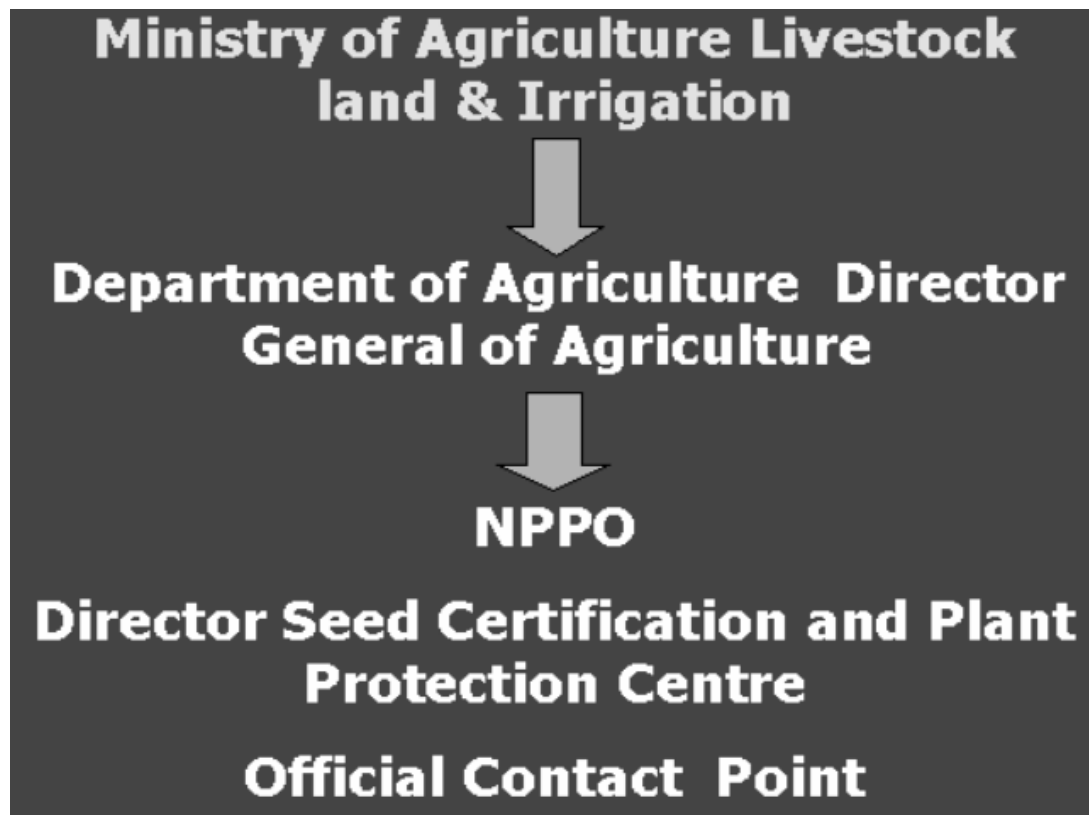 Ministry of Agriculture Livestock
land & Irrigation
Department of Agriculture  Director
General of Agriculture
NPPO
Director Seed Certification and Plant
Protection Centre
Official Contact  Point